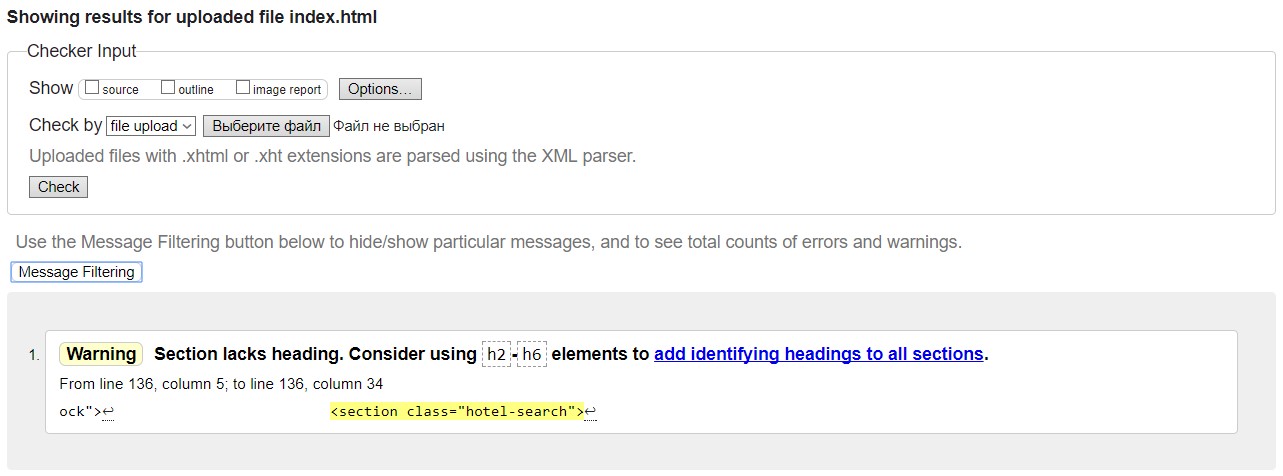 Showing results for uploaded file index.html
Checker Input
Show source outline image report Options...
Check by file upload Выберите файл Файл не выбран
Uploaded files with .xhtml or .xht extensions are parsed using the XML parser.
Check
Use the Message Filtering button below to hide/show particular messages, and to see total counts of errors and warnings.
Message Filtering
1. Warning Section lacks heading. Consider using h2-h6 elements to add identifying headings to all sections.
From line 136, column 5; to line 136, column 34
ock">↩ <section class="hotel-search">↩